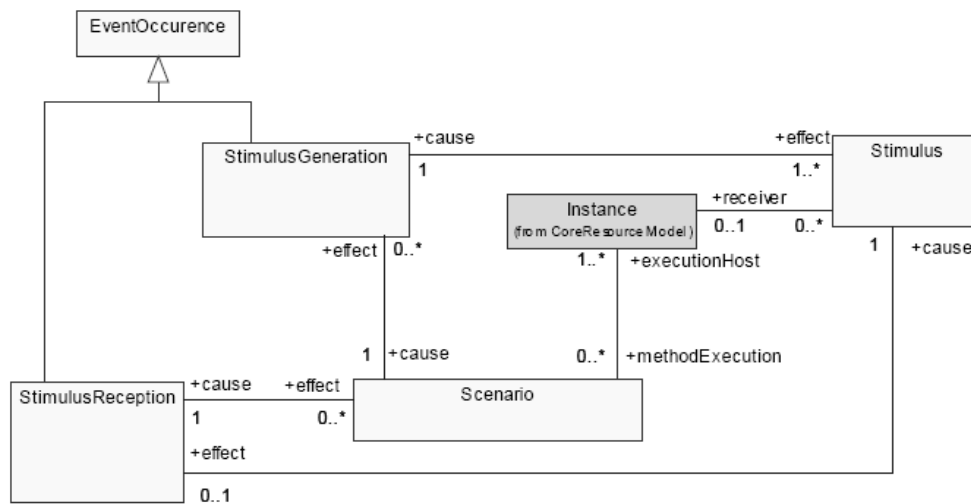 EventOccurence
+cause
+effect
StimulusGeneration
Stimulus
1
1..*
+receiver
Instance
(from CoreResource Model)
0..1
0..*
+effect
0..*
1
+cause
1..*
+executionHost
1
+cause
0..*
+methodExecution
StimulusReception
+cause
+effect
Scenario
1
0..*
+effect
0..1